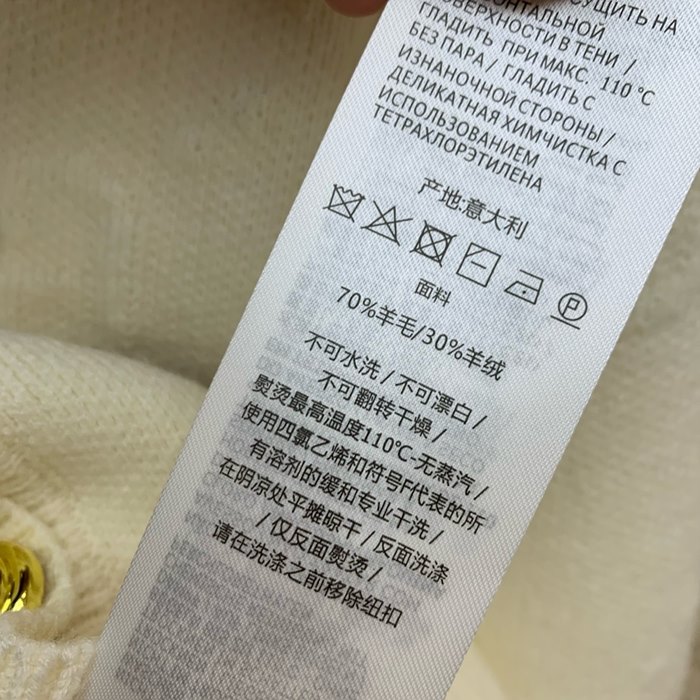 СУШИТЬ НА
ГОРИЗОНТАЛЬНОЙ
ПОВЕРХНОСТИ В ТЕНИ /
ГЛАДИТЬ ПРИ МАКС. 110 °C
БЕЗ ПАРА / ГЛАДИТЬ С
ИЗНАНОЧНОЙ СТОРОНЫ /
ДЕЛИКАТНАЯ ХИМЧИСТКА С
ИСПОЛЬЗОВАНИЕМ
ТЕТРАХЛОРЭТИЛЕНА
产地:意大利
P
面料
70%羊毛/30%羊绒
不可水洗 / 不可漂白 /
不可翻转干燥 /
熨烫最高温度110℃-无蒸汽 /
使用四氯乙烯和符号F代表的所
有溶剂的缓和专业干洗 /
在阴凉处平摊晾干 / 反面洗涤
/ 仅反面熨烫 /
请在洗涤之前移除纽扣